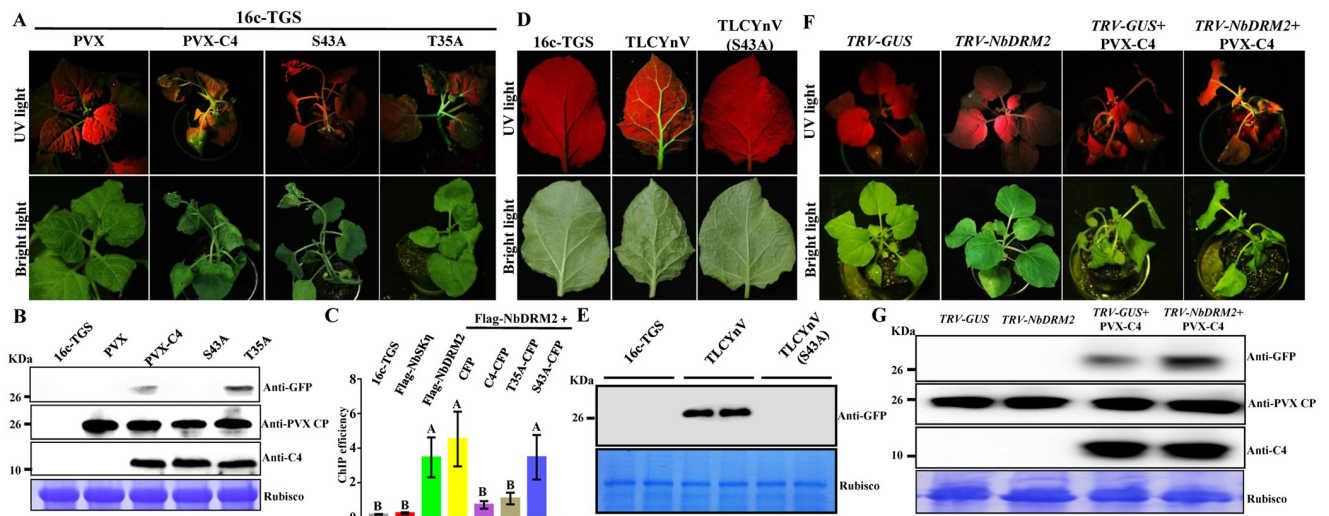 A
16c-TGS
PVX
PVX-C4
S43A
T35A
UV light
Bright light
B
16c-TGS
PVX
PVX-C4
S43A
T35A
KDa
26
Anti-GFP
26
Anti-PVX CP
10
Anti-C4
Rubisco
C
Flag-NbDRM2 +
16c-TGS
Flag-NbSKη
Flag-NbDRM2
CFP
C4-CFP
T35A-CFP
S43A-CFP
ChIP efficiency
8
6
4
2
0
B
B
A
A
B
B
A
D
16c-TGS
TLCYnV
TLCYnV
(S43A)
UV light
Bright light
E
16c-TGS
TLCYnV
TLCYnV
(S43A)
KDa
26
Anti-GFP
Rubisco
F
TRV-GUS
TRV-NbDRM2
TRV-GUS+
PVX-C4
TRV-NbDRM2+
PVX-C4
UV light
Bright light
G
TRV-GUS
TRV-NbDRM2
TRV-GUS+
PVX-C4
TRV-NbDRM2+
PVX-C4
KDa
26
Anti-GFP
26
Anti-PVX CP
10
Anti-C4
Rubisco